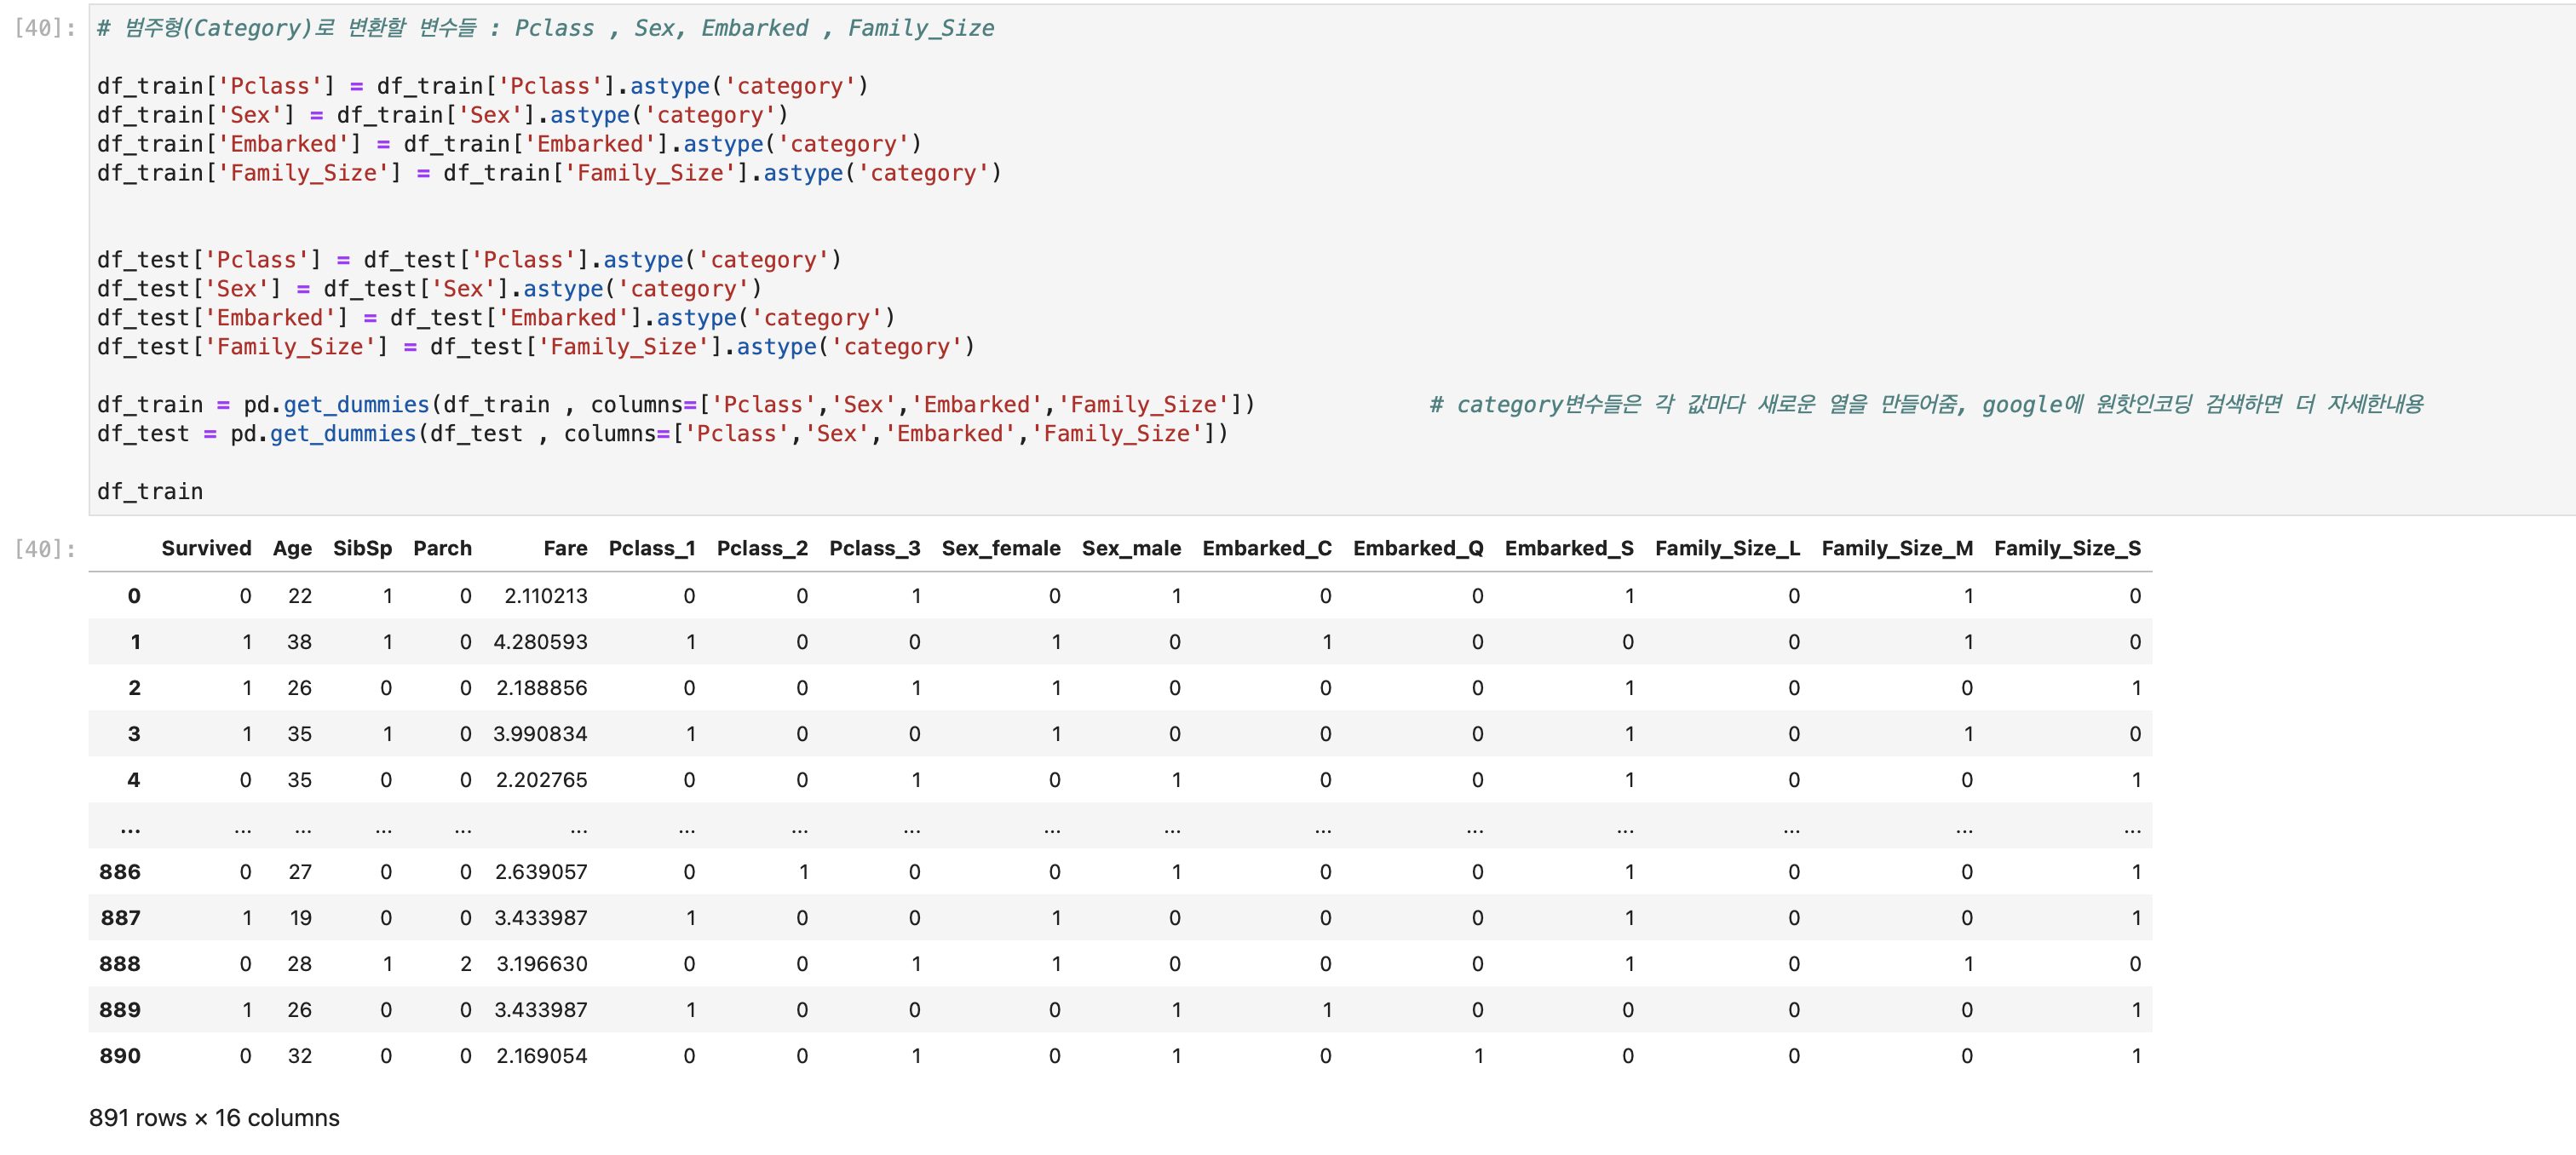 [40]: # 범주형(Category)로 변환할 변수들 : Pclass , Sex, Embarked , Family_Size
df_train['Pclass'] = df_train['Pclass'].astype('category')
df_train['Sex'] = df_train['Sex'].astype('category')
df_train['Embarked'] = df_train['Embarked'].astype('category')
df_train['Family_Size'] = df_train['Family_Size'].astype('category')
df_test['Pclass'] = df_test['Pclass'].astype('category')
df_test['Sex'] = df_test['Sex'].astype('category')
df_test['Embarked'] = df_test['Embarked'].astype('category')
df_test['Family_Size'] = df_test['Family_Size'].astype('category')
df_train = pd.get_dummies(df_train , columns=['Pclass','Sex','Embarked','Family_Size']) # category변수들은 각 값마다 새로운 열을 만들어줌, google에 원핫인코딩 검색하면 더 자세한내용
df_test = pd.get_dummies(df_test , columns=['Pclass','Sex','Embarked','Family_Size'])
df_train
[40]: Survived Age SibSp Parch Fare Pclass_1 Pclass_2 Pclass_3 Sex_female Sex_male Embarked_C Embarked_Q Embarked_S Family_Size_L Family_Size_M Family_Size_S
0 0 22 1 0 2.110213 0 0 1 0 1 0 0 1 0 1 0
1 1 38 1 0 4.280593 1 0 0 1 0 1 0 0 0 1 0
2 1 26 0 0 2.188856 0 0 1 1 0 0 0 1 0 0 1
3 1 35 1 0 3.990834 1 0 0 1 0 0 0 1 0 1 0
4 0 35 0 0 2.202765 0 0 1 0 1 0 0 1 0 0 1
... ... ... ... ... ... ... ... ... ... ... ... ... ... ... ... ...
886 0 27 0 0 2.639057 0 1 0 0 1 0 0 1 0 0 1
887 1 19 0 0 3.433987 1 0 0 1 0 0 0 1 0 0 1
888 0 28 1 2 3.196630 0 0 1 1 0 0 0 1 0 1 0
889 1 26 0 0 3.433987 1 0 0 0 1 1 0 0 0 0 1
890 0 32 0 0 2.169054 0 0 1 0 1 0 1 0 0 0 1
891 rows × 16 columns